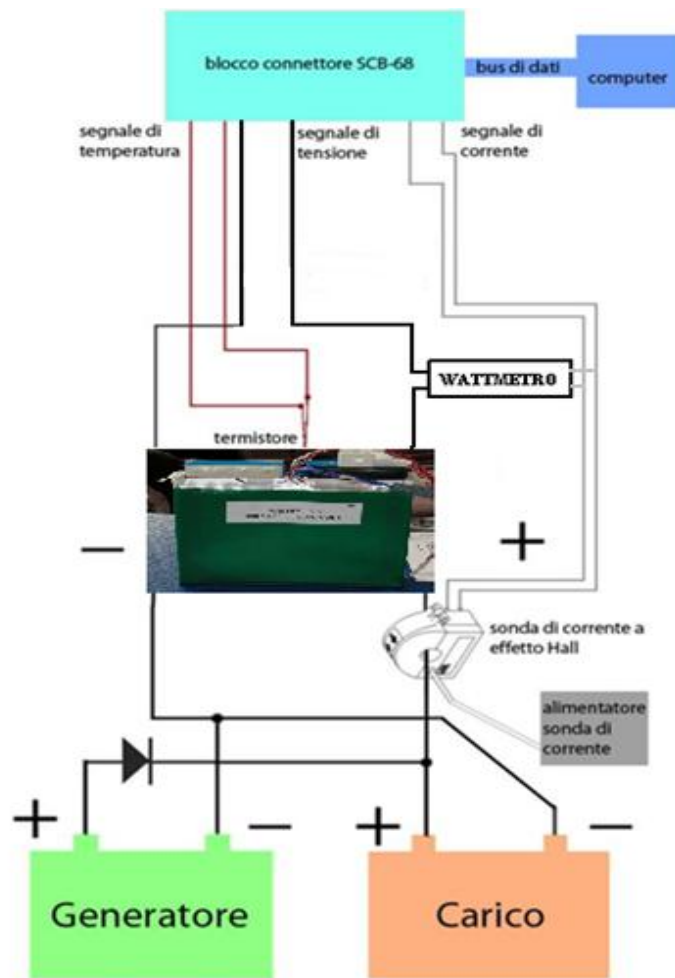 blocco connettore SCB-68
bus di dati
computer
segnale di
temperatura
segnale di
tensione
segnale di
corrente
WATTMETRO
termistore
−
+
sonda di corrente a
effetto Hall
alimentatore
sonda di
corrente
+
−
+
−
Generatore
Carico